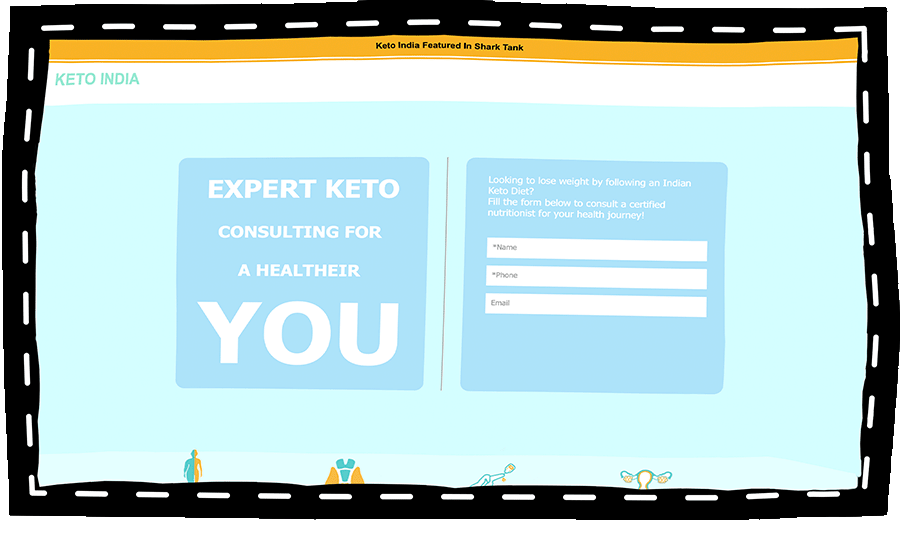 Keto India Featured In Shark Tank
KETO INDIA
EXPERT KETO
CONSULTING FOR
A HEALTHEIR
YOU
Looking to lose weight by following an Indian
Keto Diet?
Fill the form below to consult a certified
nutritionist for your health journey!
*Name
*Phone
Email